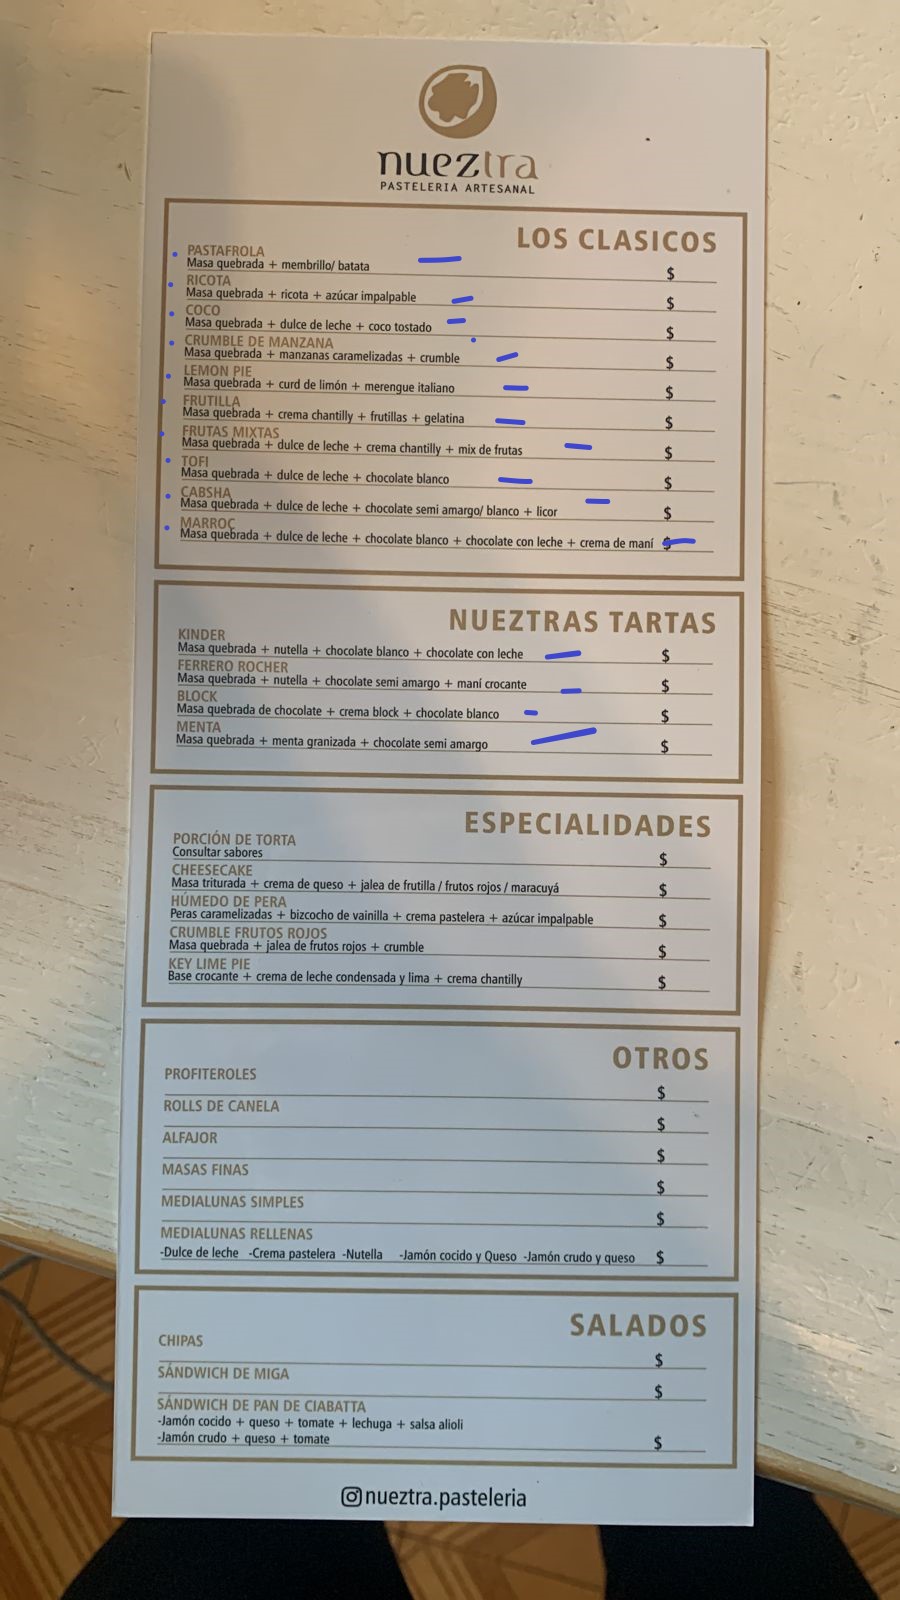 nueztra
PASTELERIA ARTESANAL
LOS CLASICOS
PASTAFROLA
Masa quebrada + membrillo/ batata $
RICOTA
Masa quebrada + ricota + azúcar impalpable $
COCO
Masa quebrada + dulce de leche + coco tostado $
CRUMBLE DE MANZANA
Masa quebrada + manzanas caramelizadas + crumble $
LEMON PIE
Masa quebrada + curd de limón + merengue italiano $
FRUTILLA
Masa quebrada + crema chantilly + frutillas + gelatina $
FRUTAS MIXTAS
Masa quebrada + dulce de leche + crema chantilly + mix de frutas $
TOFI
Masa quebrada + dulce de leche + chocolate blanco $
CABSHA
Masa quebrada + dulce de leche + chocolate semi amargo/ blanco + licor $
MARROC
Masa quebrada + dulce de leche + chocolate blanco + chocolate con leche + crema de maní $
NUEZTRAS TARTAS
KINDER
Masa quebrada + nutella + chocolate blanco + chocolate con leche $
FERRERO ROCHER
Masa quebrada + nutella + chocolate semi amargo + maní crocante $
BLOCK
Masa quebrada de chocolate + crema block + chocolate blanco $
MENTA
Masa quebrada + menta granizada + chocolate semi amargo $
ESPECIALIDADES
PORCIÓN DE TORTA
Consultar sabores $
CHEESECAKE
Masa triturada + crema de queso + jalea de frutilla / frutos rojos / maracuyá $
HÚMEDO DE PERA
Peras caramelizadas + bizcocho de vainilla + crema pastelera + azúcar impalpable $
CRUMBLE FRUTOS ROJOS
Masa quebrada + jalea de frutos rojos + crumble $
KEY LIME PIE
Base crocante + crema de leche condensada y lima + crema chantilly $
OTROS
PROFITEROLES $
ROLLS DE CANELA $
ALFAJOR $
MASAS FINAS $
MEDIALUNAS SIMPLES $
MEDIALUNAS RELLENAS
-Dulce de leche -Crema pastelera -Nutella -Jamón cocido y Queso -Jamón crudo y queso $
SALADOS
CHIPAS $
SÁNDWICH DE MIGA $
SÁNDWICH DE PAN DE CIABATTA
-Jamón cocido + queso + tomate + lechuga + salsa alioli
-Jamón crudo + queso + tomate $
nueztra.pasteleria